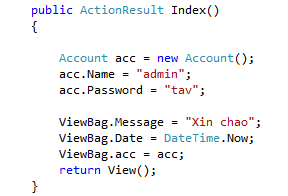 public ActionResult Index()
{
Account acc = new Account();
acc.Name = "admin";
acc.Password = "tav";
ViewBag.Message = "Xin chao";
ViewBag.Date = DateTime.Now;
ViewBag.acc = acc;
return View();
}